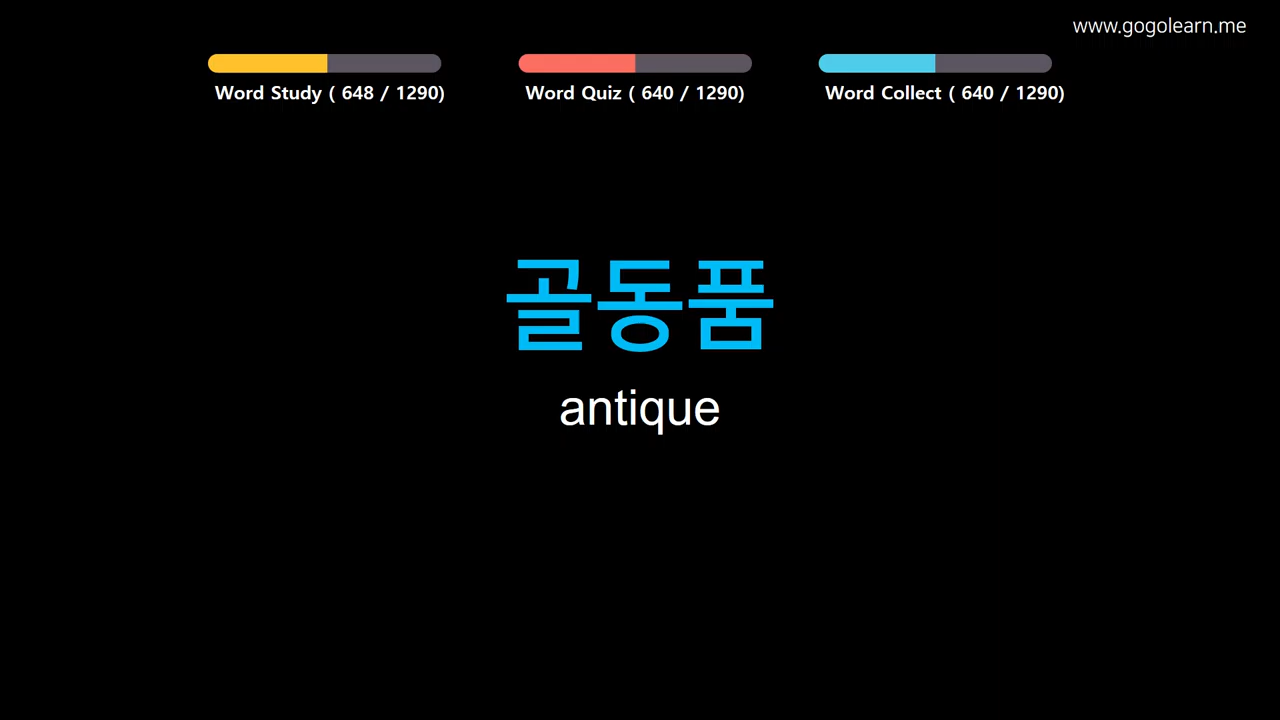 www.gogolearn.me
Word Study ( 648 / 1290)
Word Quiz ( 640 / 1290)
Word Collect ( 640 / 1290)
골동품
antique